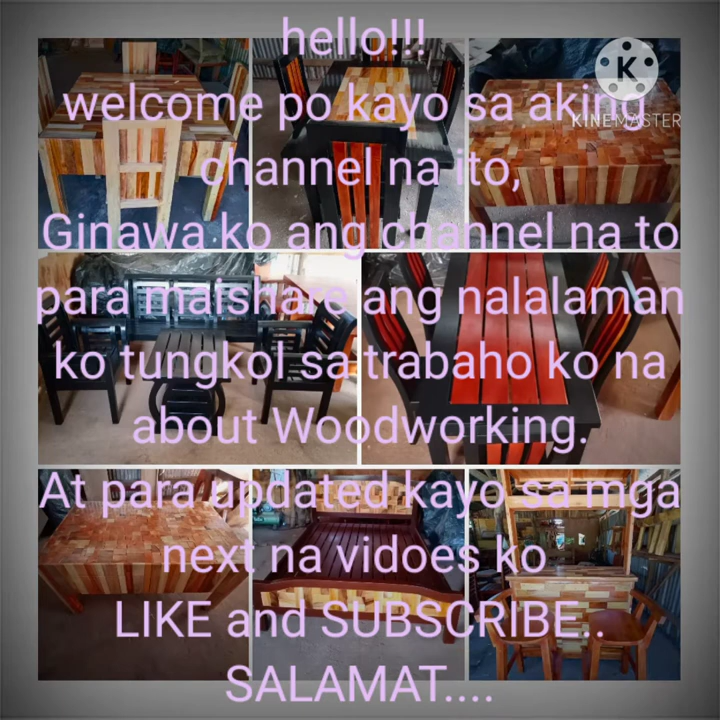 hello!!!
welcome po kayo sa aking
K
KINEMASTER
channel na ito,
Ginawa ko ang channel na to
para maishare ang nalalaman
ko tungkol sa trabaho ko na
about Woodworking.
At para updated kayo sa mga
next na vidoes ko
LIKE and SUBSCRIBE..
SALAMAT....